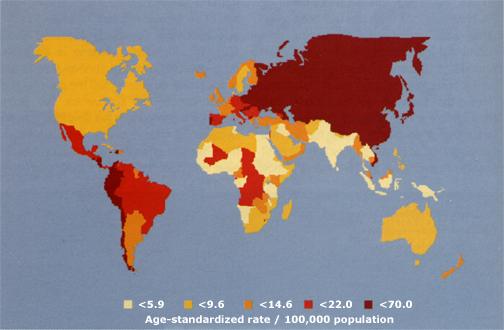 <5.9 <9.6 <14.6 <22.0 <70.0
Age-standardized rate / 100,000 population